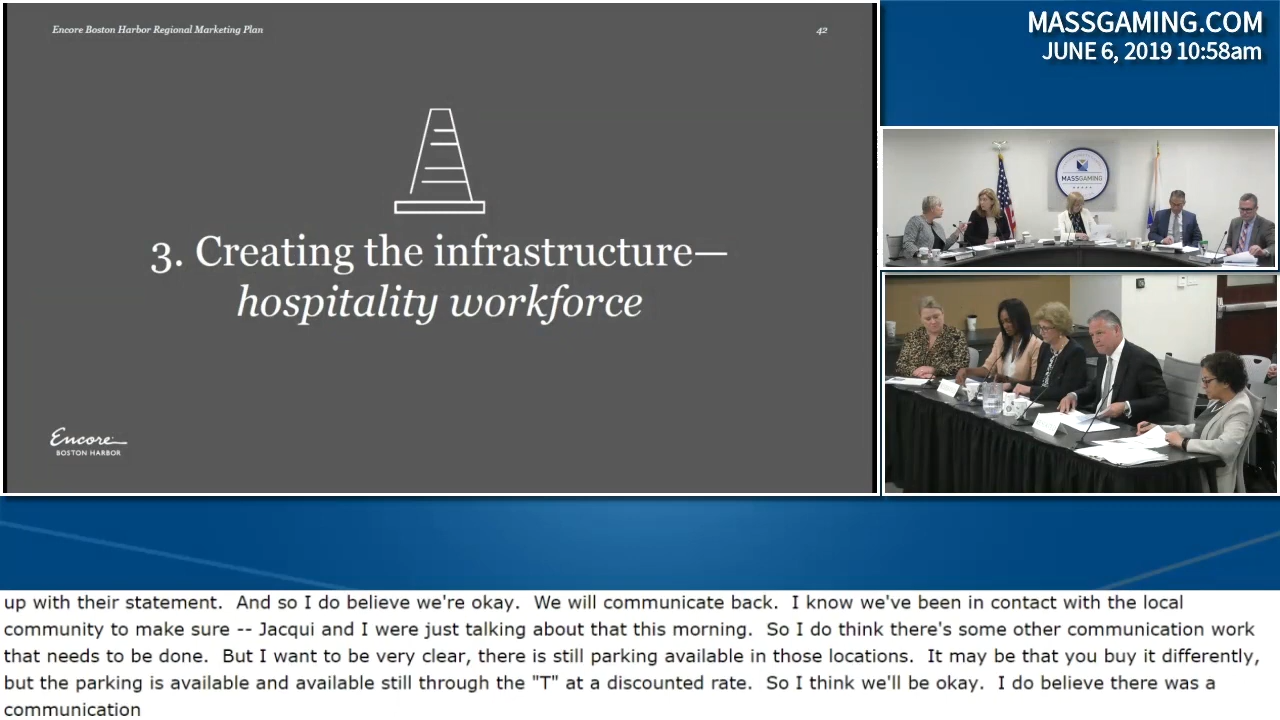 Encore Boston Harbor Regional Marketing Plan
42
3. Creating the infrastructure—
hospitality workforce
Encore
BOSTON HARBOR
MASSGAMING.COM
JUNE 6, 2019 10:58am
MASSGAMING
up with their statement.  And so I do believe we're okay.  We will communicate back.  I know we've been in contact with the local
community to make sure -- Jacqui and I were just talking about that this morning.  So I do think there's some other communication work
that needs to be done.  But I want to be very clear, there is still parking available in those locations.  It may be that you buy it differently,
but the parking is available and available still through the "T" at a discounted rate.  So I think we'll be okay.  I do believe there was a
communication